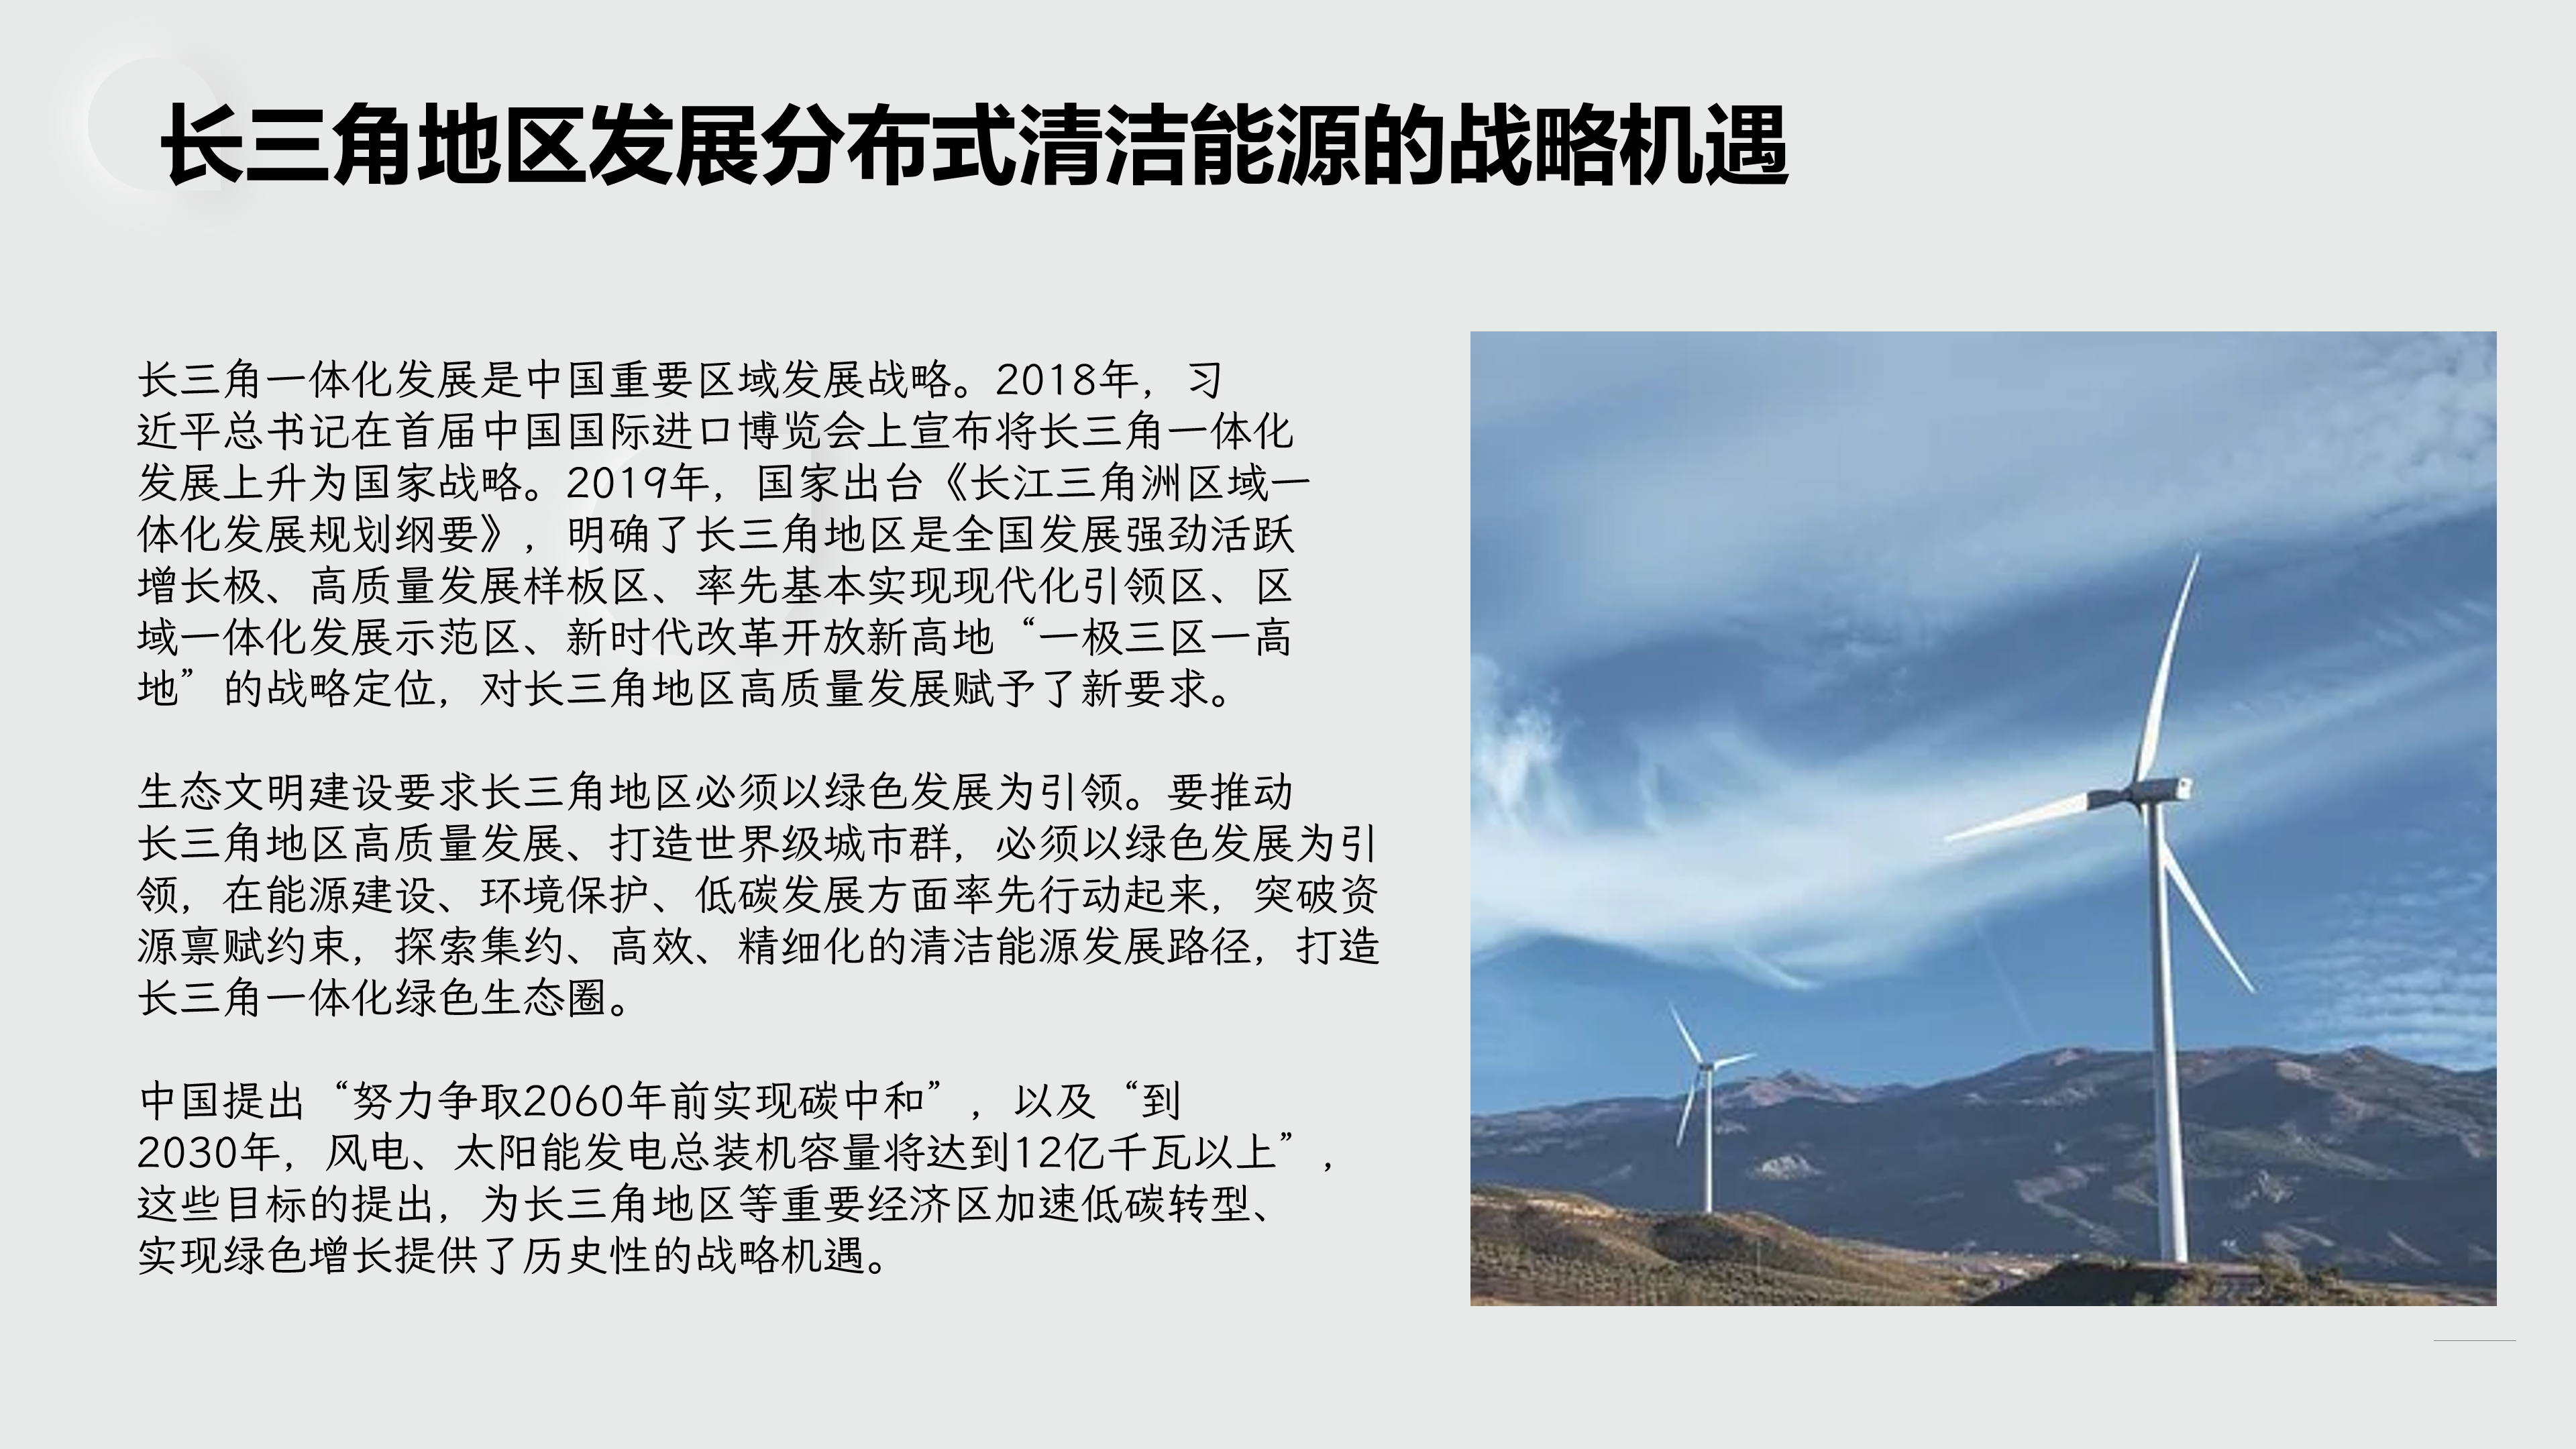 长三角地区发展分布式清洁能源的战略机遇
长三角一体化发展是中国重要区域发展战略。2018年，习
近平总书记在首届中国国际进口博览会上宣布将长三角一体化
发展上升为国家战略。2019年，国家出台《长江三角洲区域一
体化发展规划纲要》，明确了长三角地区是全国发展强劲活跃
增长极、高质量发展样板区、率先基本实现现代化引领区、区
域一体化发展示范区、新时代改革开放新高地“一极三区一高
地”的战略定位，对长三角地区高质量发展赋予了新要求。
生态文明建设要求长三角地区必须以绿色发展为引领。要推动
长三角地区高质量发展、打造世界级城市群，必须以绿色发展为引
领，在能源建设、环境保护、低碳发展方面率先行动起来，突破资
源禀赋约束，探索集约、高效、精细化的清洁能源发展路径，打造
长三角一体化绿色生态圈。
中国提出“努力争取2060年前实现碳中和”，以及“到
2030年，风电、太阳能发电总装机容量将达到12亿千瓦以上”，
这些目标的提出，为长三角地区等重要经济区加速低碳转型、
实现绿色增长提供了历史性的战略机遇。